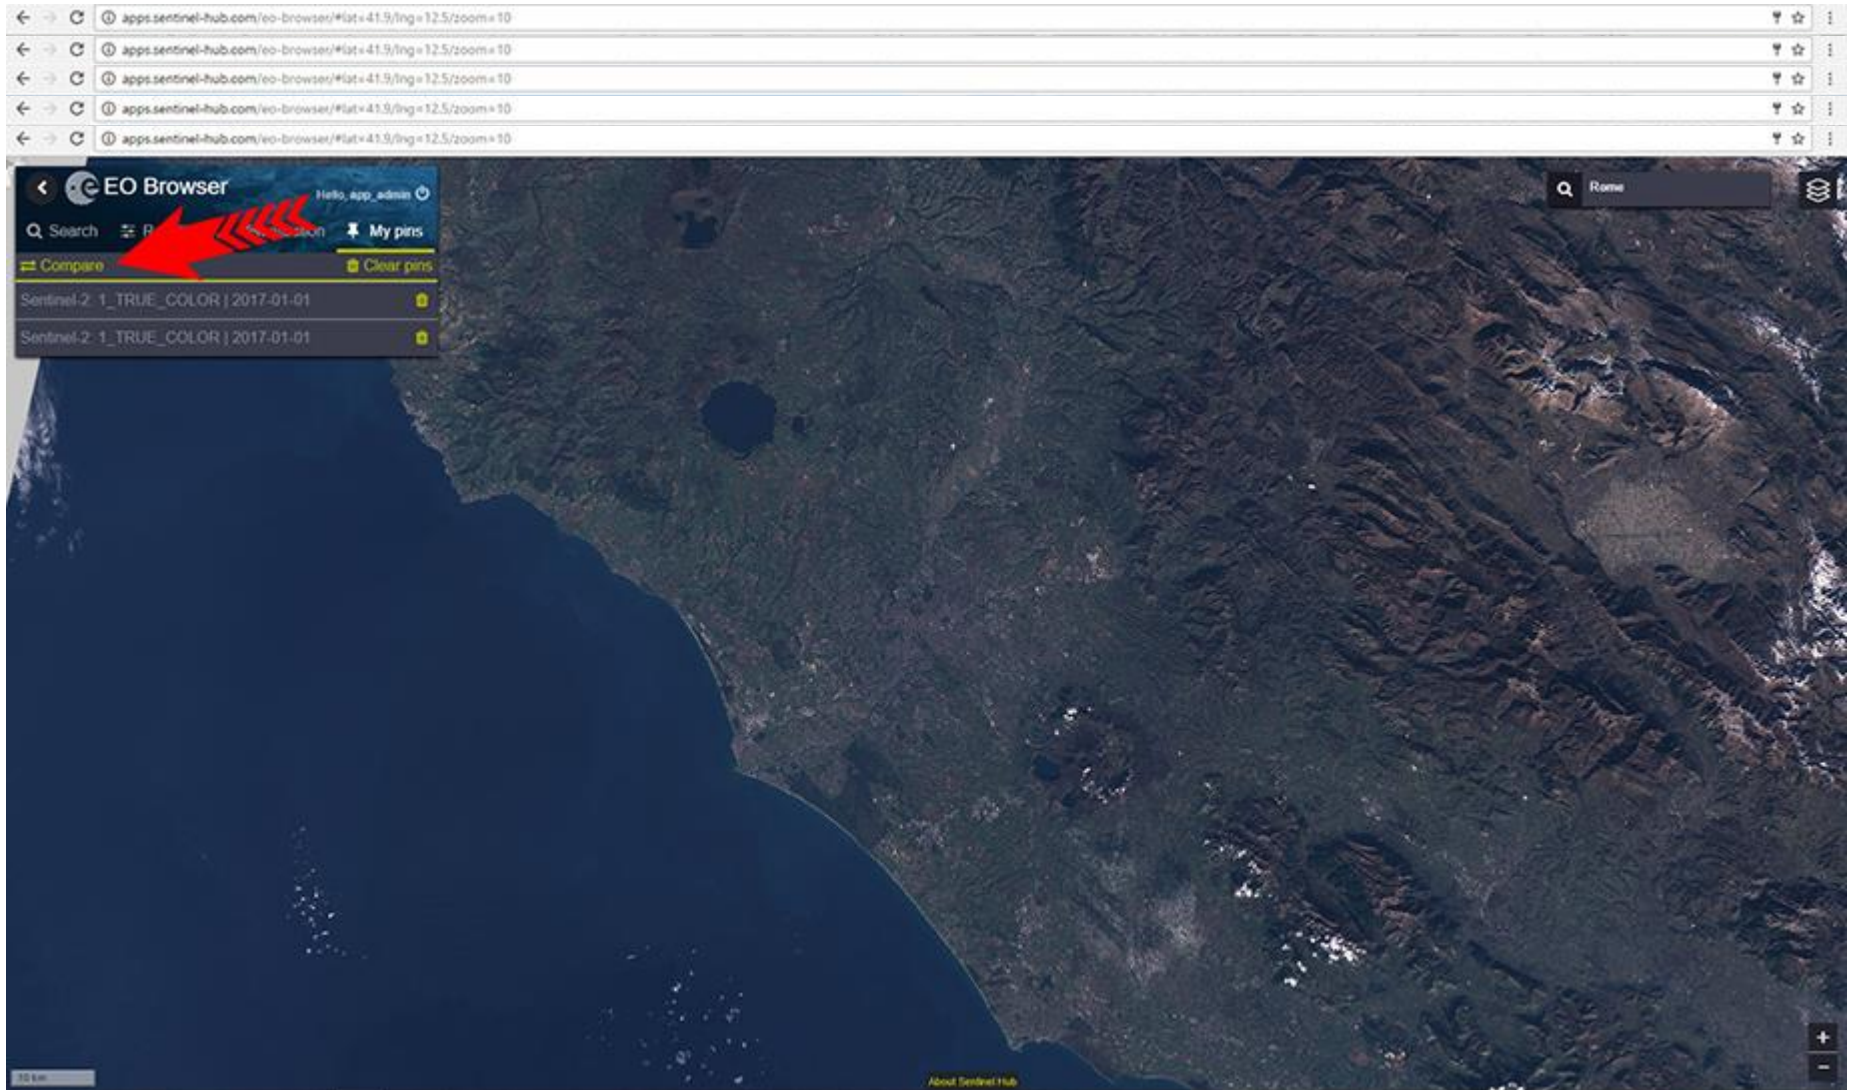 apps.sentinel-hub.com/eo-browser/#lat=41.9/lng=12.5/zoom=10
apps.sentinel-hub.com/eo-browser/#lat=41.9/lng=12.5/zoom=10
apps.sentinel-hub.com/eo-browser/#lat=41.9/lng=12.5/zoom=10
apps.sentinel-hub.com/eo-browser/#lat=41.9/lng=12.5/zoom=10
apps.sentinel-hub.com/eo-browser/#lat=41.9/lng=12.5/zoom=10
EO Browser
Hello, app_admin
Rome
Search My pins
Compare Clear pins
Sentinel-2: 1_TRUE_COLOR | 2017-01-01
Sentinel-2: 1_TRUE_COLOR | 2017-01-01
+
−
10 km
About Sentinel Hub